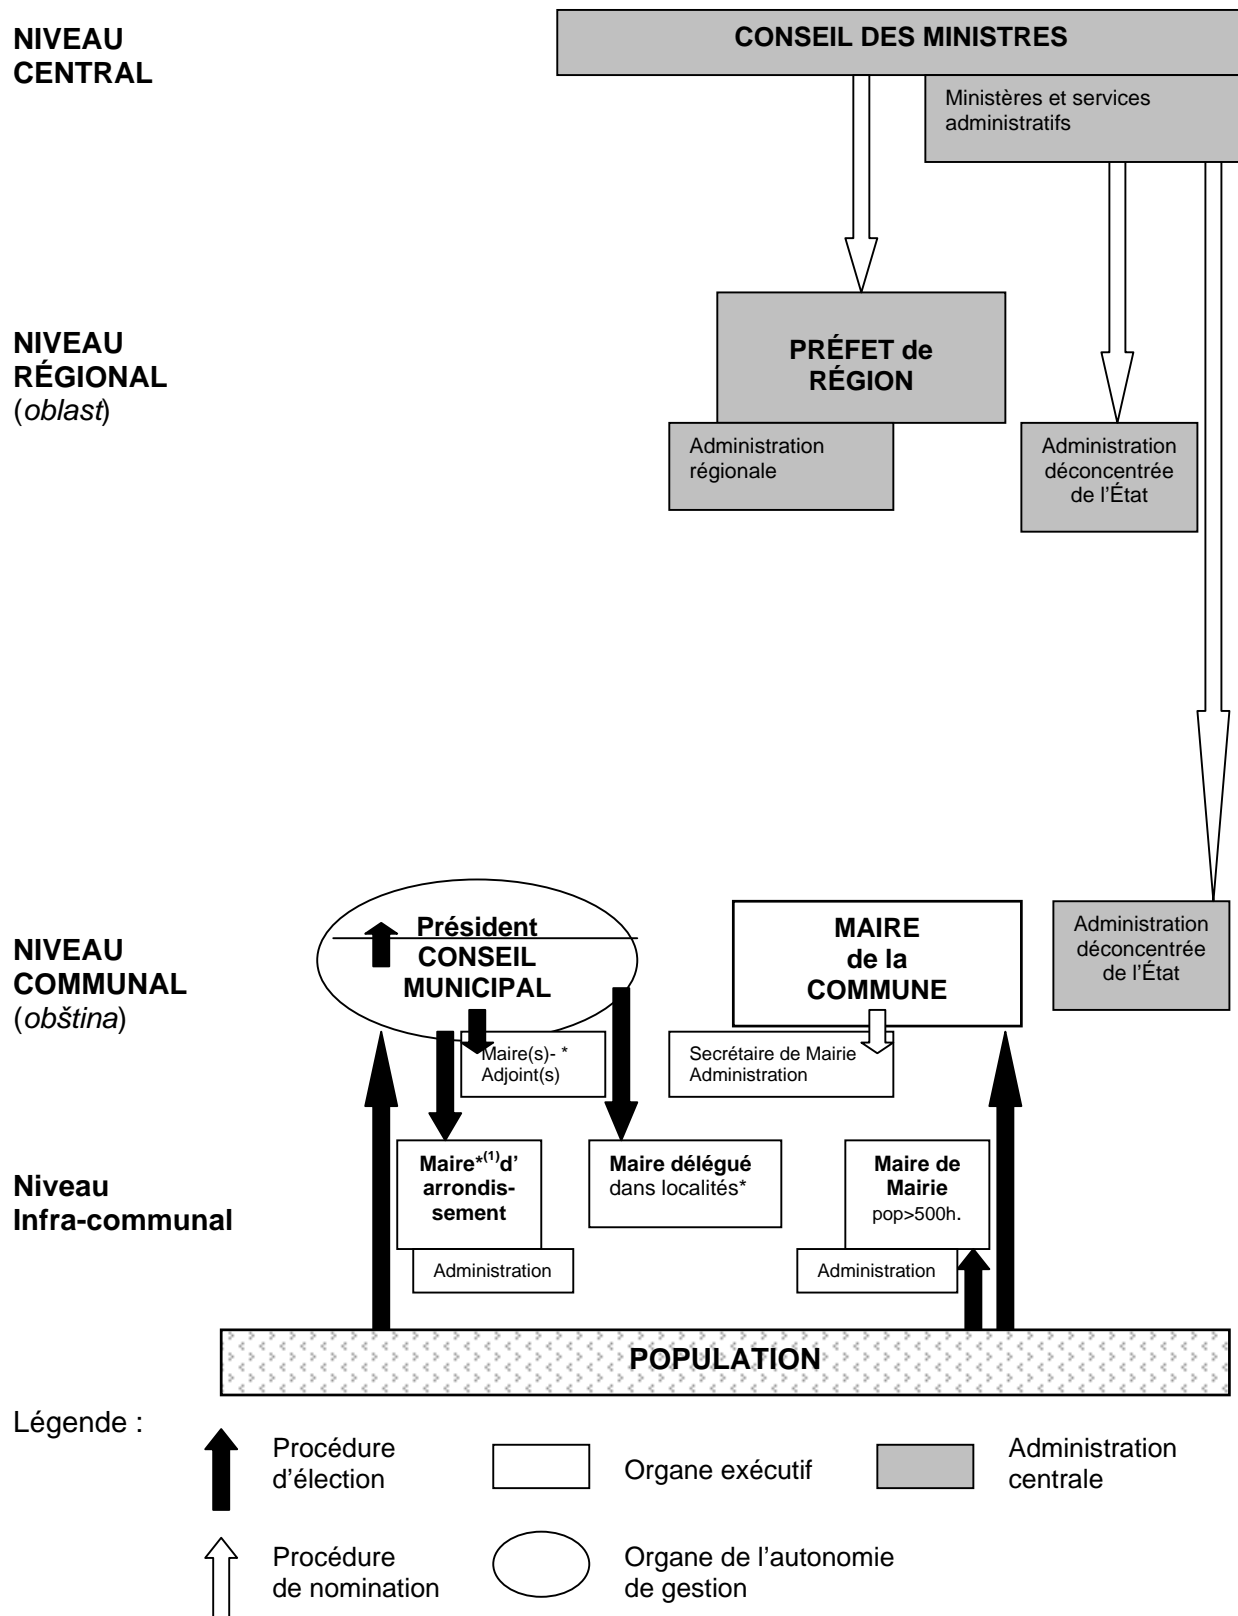 NIVEAU
CENTRAL
CONSEIL DES MINISTRES
Ministères et services
administratifs
NIVEAU
RÉGIONAL
(oblast)
PRÉFET de
RÉGION
Administration
régionale
Administration
déconcentrée
de l'État
NIVEAU
COMMUNAL
(obština)
Président
CONSEIL
MUNICIPAL
MAIRE
de la
COMMUNE
Administration
déconcentrée
de l'État
Maire(s)- *
Adjoint(s)
Secrétaire de Mairie
Administration
Niveau
Infra-communal
Maire*(1)d'
arrondis-
sement
Administration
Maire délégué
dans localités*
Maire de
Mairie
pop>500h.
Administration
POPULATION
Légende :
Procédure
d'élection
Organe exécutif
Administration
centrale
Procédure
de nomination
Organe de l'autonomie
de gestion